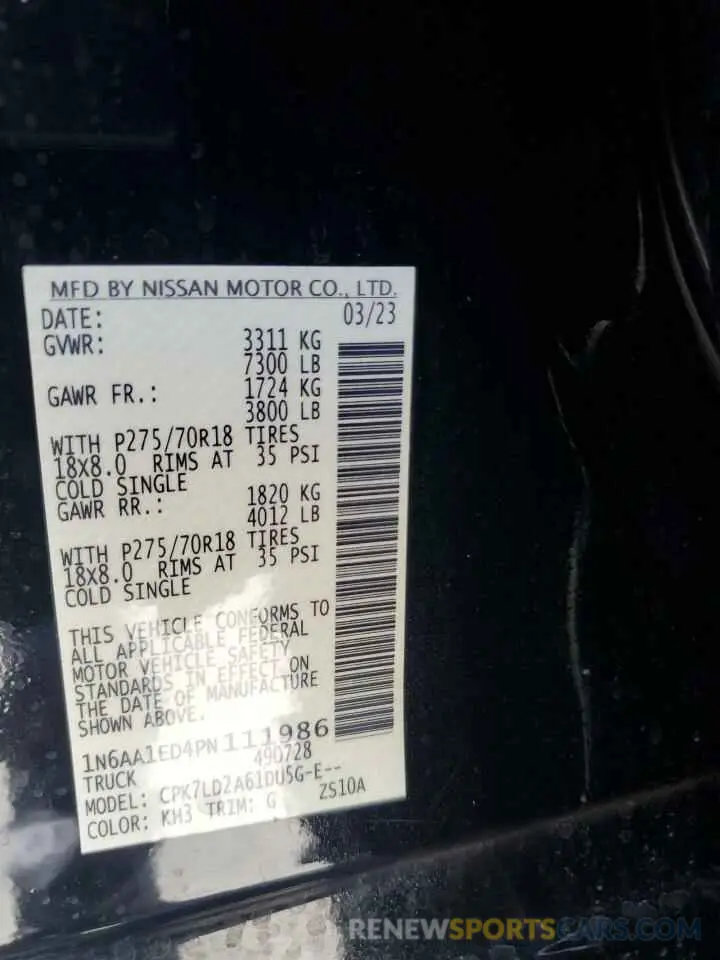 MFD BY NISSAN MOTOR CO., LTD.
DATE: 03/23
GVWR: 3311 KG
7300 LB
GAWR FR.: 1724 KG
3800 LB
WITH P275/70R18 TIRES
18X8.0 RIMS AT 35 PSI
COLD SINGLE
GAWR RR.: 1820 KG
4012 LB
WITH P275/70R18 TIRES
18X8.0 RIMS AT 35 PSI
COLD SINGLE
THIS VEHICLE CONFORMS TO
ALL APPLICABLE FEDERAL
MOTOR VEHICLE SAFETY
STANDARDS IN EFFECT ON
THE DATE OF MANUFACTURE
SHOWN ABOVE.
1N6AA1ED4PN111986
TRUCK 490728
MODEL: CPK7LD2A61DU5G-E--
COLOR: KH3 TRIM: G ZS10A
RENEWSPORTSCARS.COM